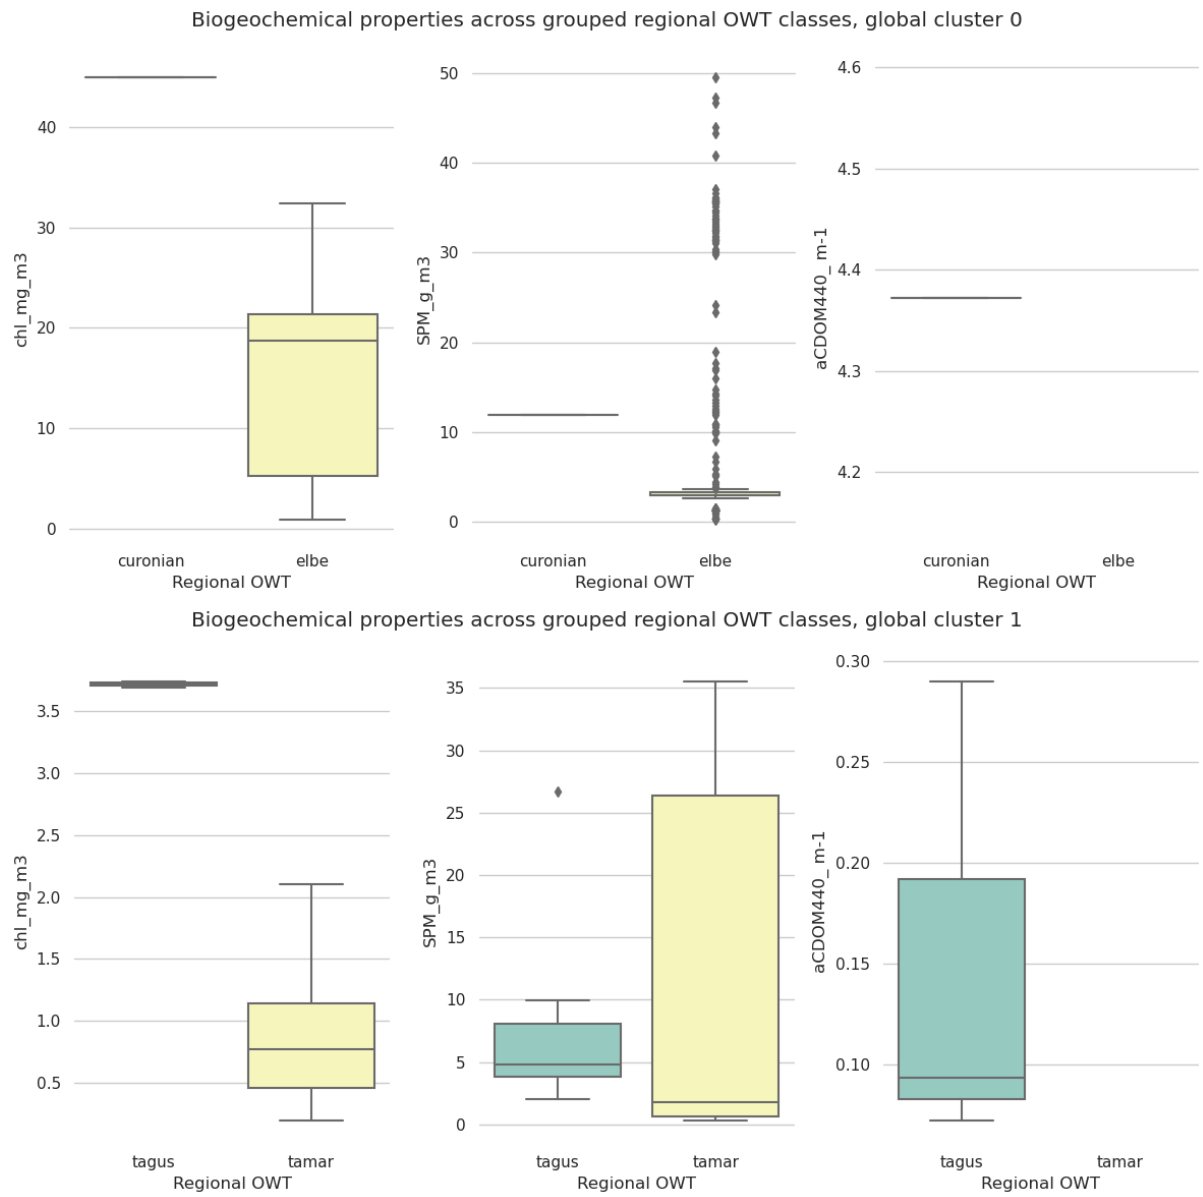 Biogeochemical properties across grouped regional OWT classes, global cluster 0
chl_mg_m3
40
30
20
10
0
curonian elbe
Regional OWT
SPM_g_m3
50
40
30
20
10
0
curonian elbe
Regional OWT
aCDOM440_ m-1
4.6
4.5
4.4
4.3
4.2
curonian elbe
Regional OWT
Biogeochemical properties across grouped regional OWT classes, global cluster 1
chl_mg_m3
3.5
3.0
2.5
2.0
1.5
1.0
0.5
tagus tamar
Regional OWT
SPM_g_m3
35
30
25
20
15
10
5
0
tagus tamar
Regional OWT
aCDOM440_ m-1
0.30
0.25
0.20
0.15
0.10
tagus tamar
Regional OWT